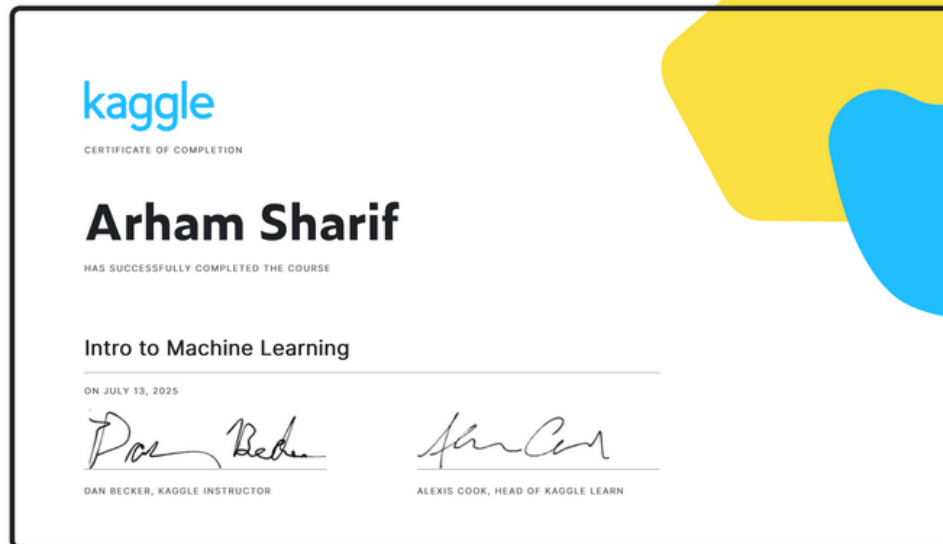 kaggle
CERTIFICATE OF COMPLETION
Arham Sharif
HAS SUCCESSFULLY COMPLETED THE COURSE
Intro to Machine Learning
ON JULY 13, 2025
DAN BECKER, KAGGLE INSTRUCTOR
ALEXIS COOK, HEAD OF KAGGLE LEARN